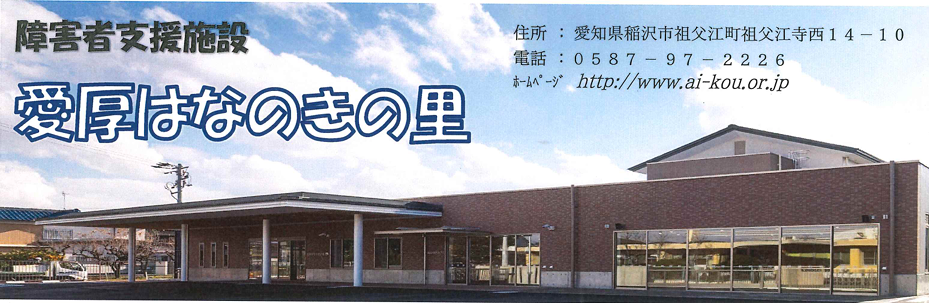 障害者支援施設
愛厚はなのきの里
住所 ： 愛知県稲沢市祖父江町祖父江寺西１４－１０
電話 ： ０５８７－９７－２２２６
ﾎｰﾑﾍﾟｰｼﾞ http://www.ai-kou.or.jp